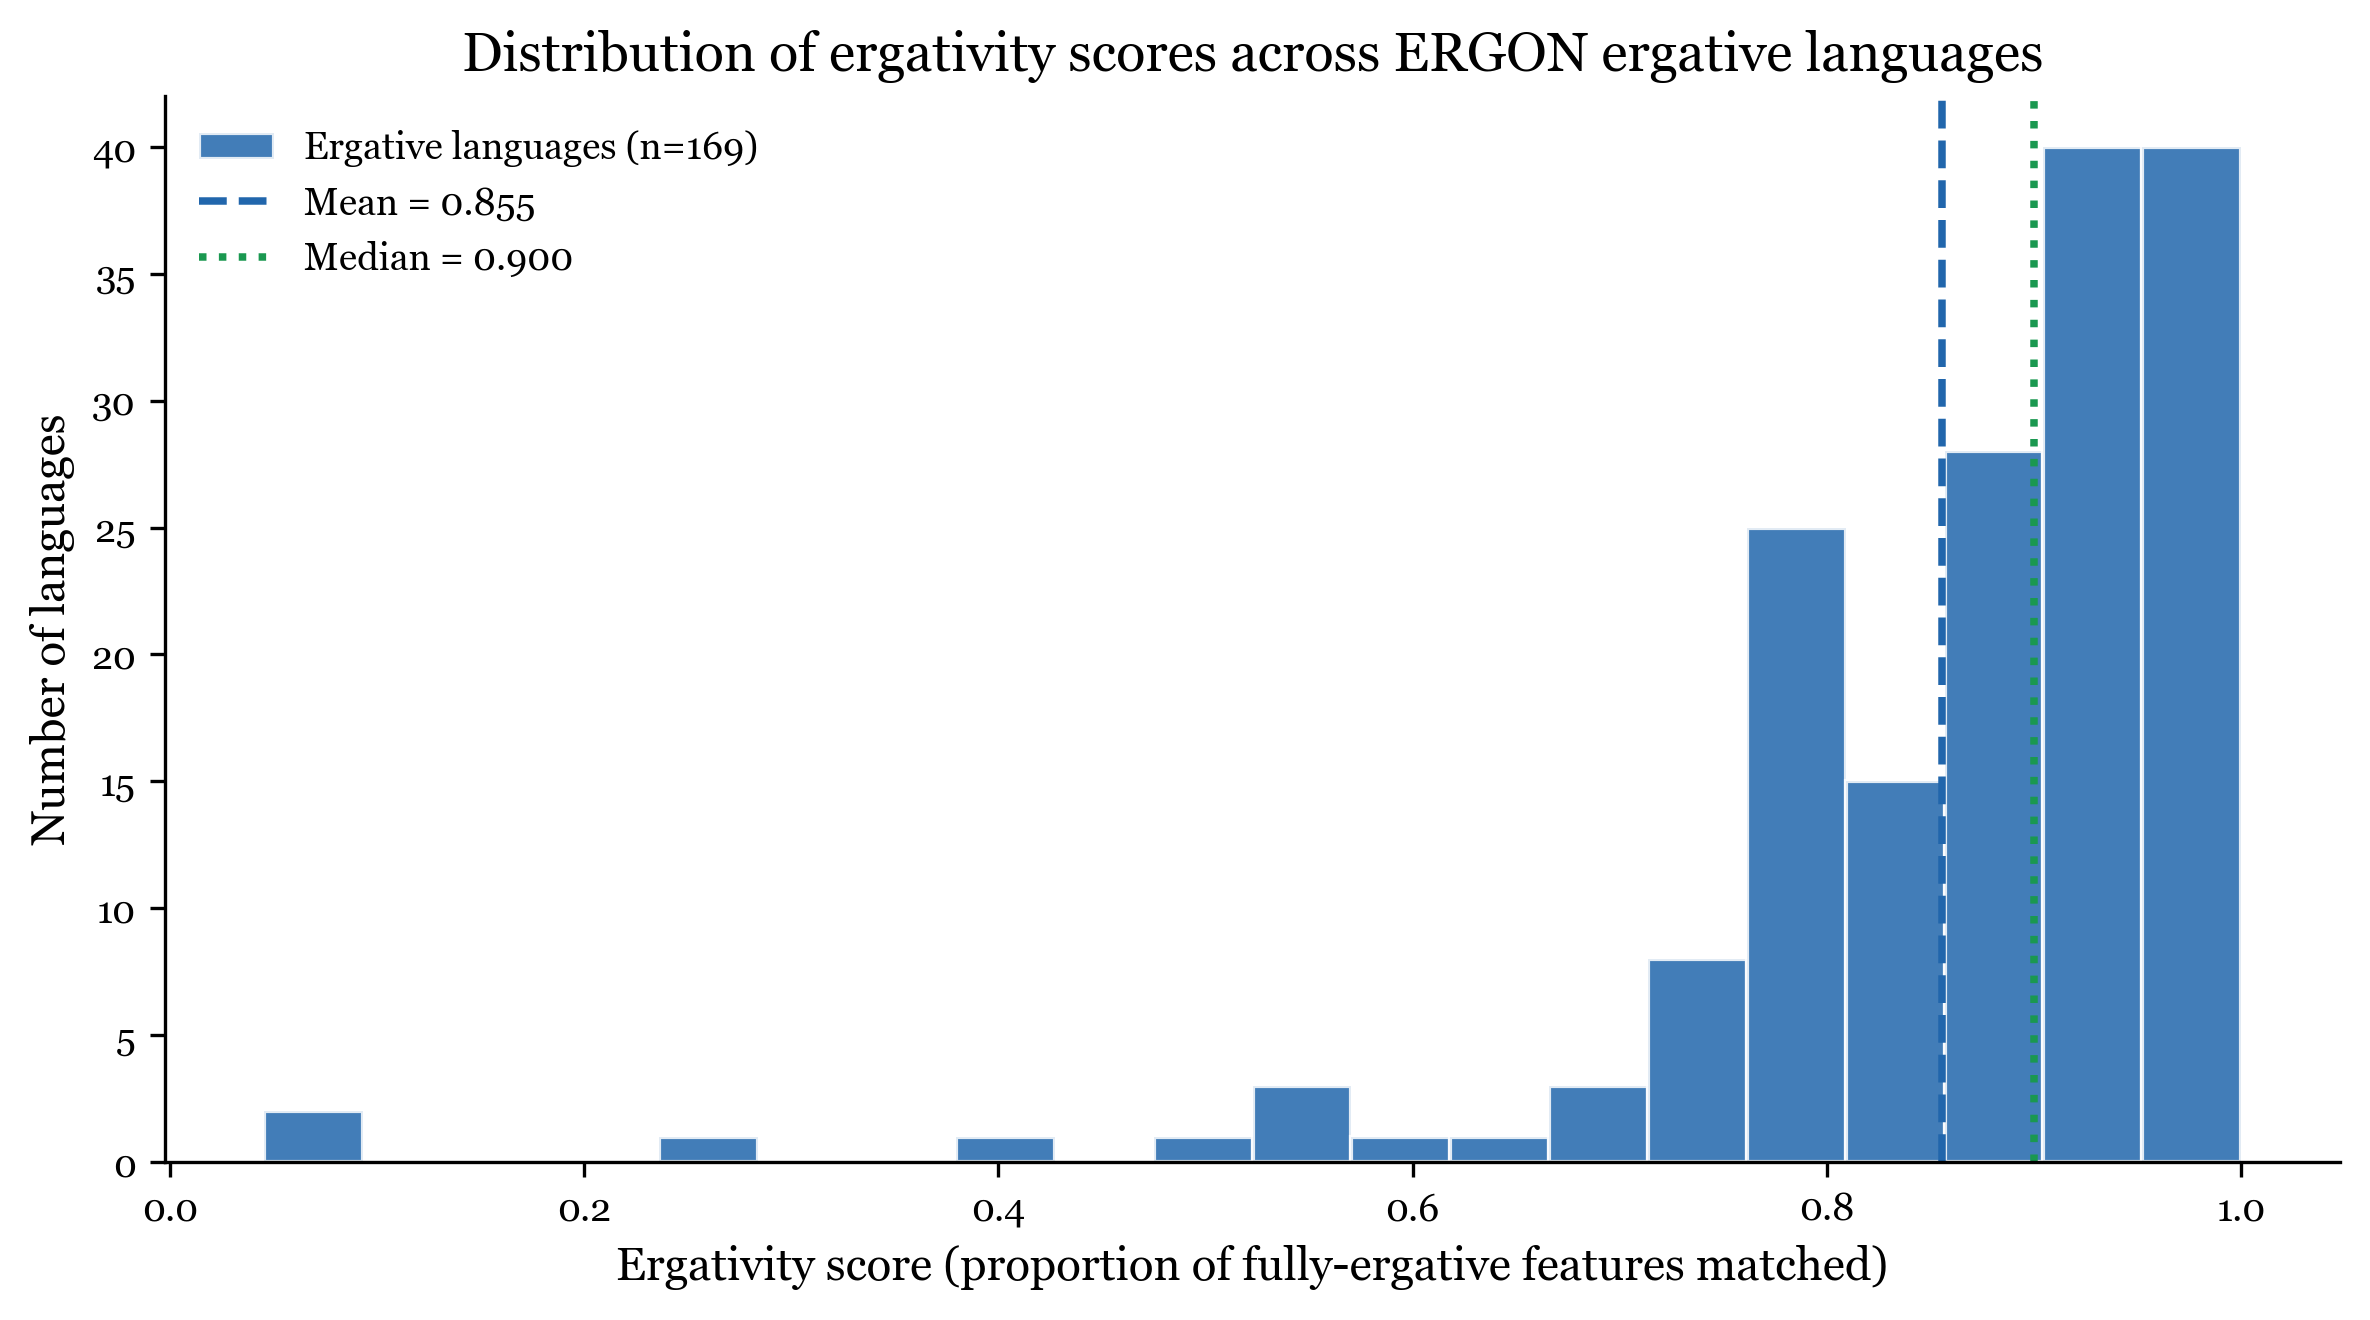 Distribution of ergativity scores across ERGON ergative languages
Ergative languages (n=169)
Mean = 0.855
Median = 0.900
Number of languages
40
35
30
25
20
15
10
5
0
0.0 0.2 0.4 0.6 0.8 1.0
Ergativity score (proportion of fully-ergative features matched)